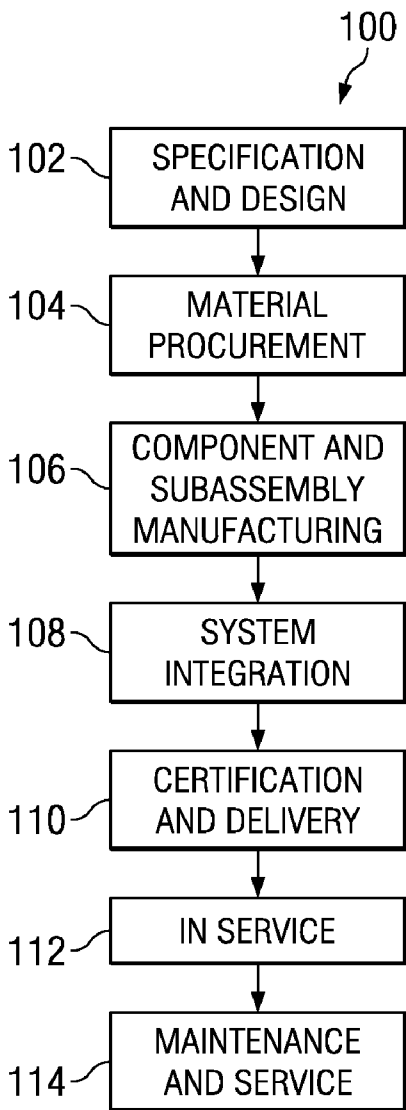 100
102
SPECIFICATION
AND DESIGN
104
MATERIAL
PROCUREMENT
106
COMPONENT AND
SUBASSEMBLY
MANUFACTURING
108
SYSTEM
INTEGRATION
110
CERTIFICATION
AND DELIVERY
112
IN SERVICE
114
MAINTENANCE
AND SERVICE